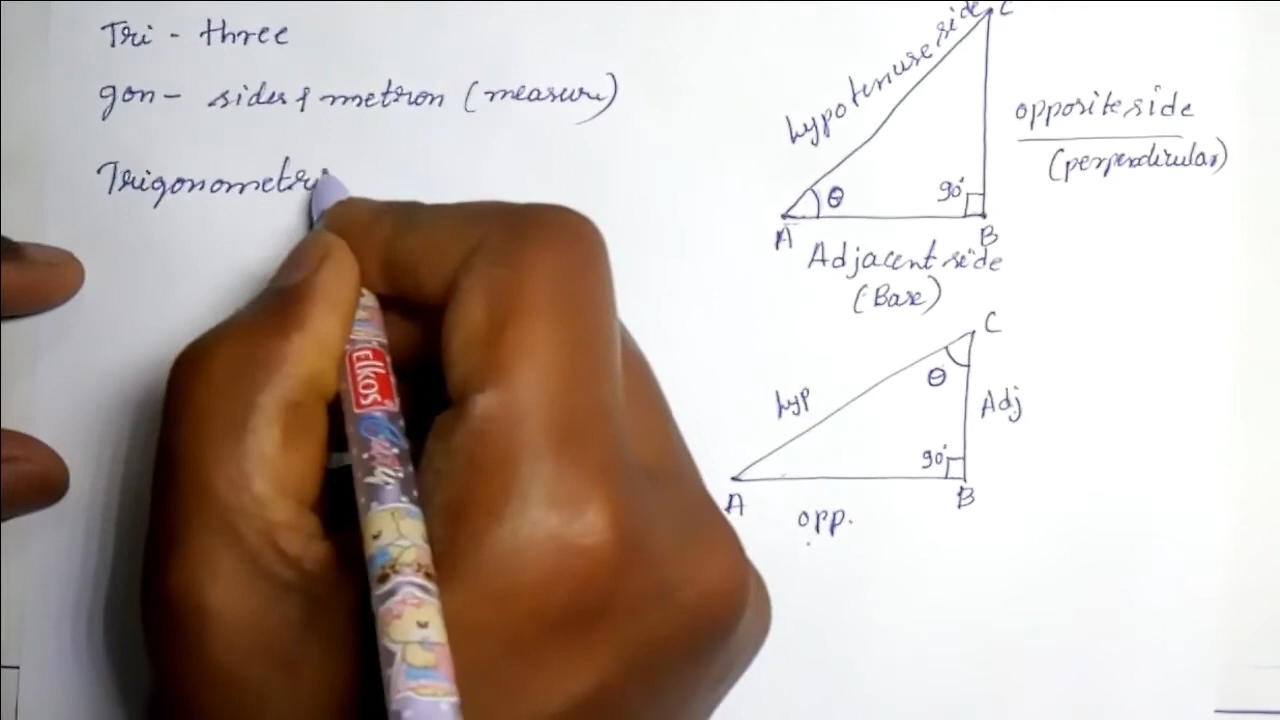 Tri - three
gon - sides & metron (measure)
Trigonometry
hypotenuse side
C
opposite side
(perpendicular)
θ
90°
A
B
Adjacent side
(Base)
C
θ
hyp
Adj
90°
A
B
opp.
elkos